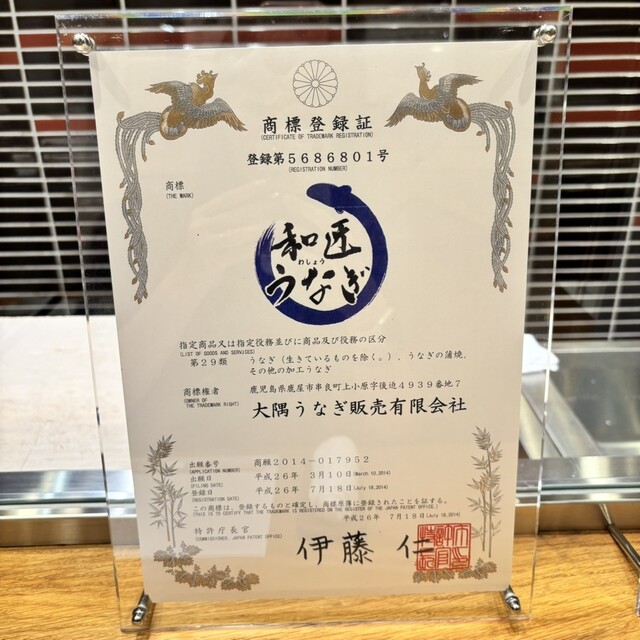 商標登録証
(CERTIFICATE OF TRADEMARK REGISTRATION)
登録第5686801号
(REGISTRATION NUMBER)
商標
(THE MARK)
和匠
わしょう
うなぎ
指定商品又は指定役務並びに商品及び役務の区分
(LIST OF GOODS AND SERVICES)
第29類 うなぎ(生きているものを除く。),うなぎの蒲焼,
その他の加工うなぎ
商標権者
(OWNER OF THE TRADEMARK RIGHT)
鹿児島県鹿屋市串良町上小原字後迫4939番地7
大隅うなぎ販売有限会社
出願番号 商願2014-017952
(APPLICATION NUMBER)
出願日 平成26年 3月10日(March 10,2014)
(FILING DATE)
登録日 平成26年 7月18日(July 18,2014)
(REGISTRATION DATE)
この商標は、登録するものと確定し、商標原簿に登録されたことを証する。
(THIS IS TO CERTIFY THAT THE TRADEMARK IS REGISTERED ON THE REGISTER OF THE JAPAN PATENT OFFICE.)
平成26年 7月18日(July 18,2014)
特許庁長官
(COMMISSIONER, JAPAN PATENT OFFICE)
伊藤 仁